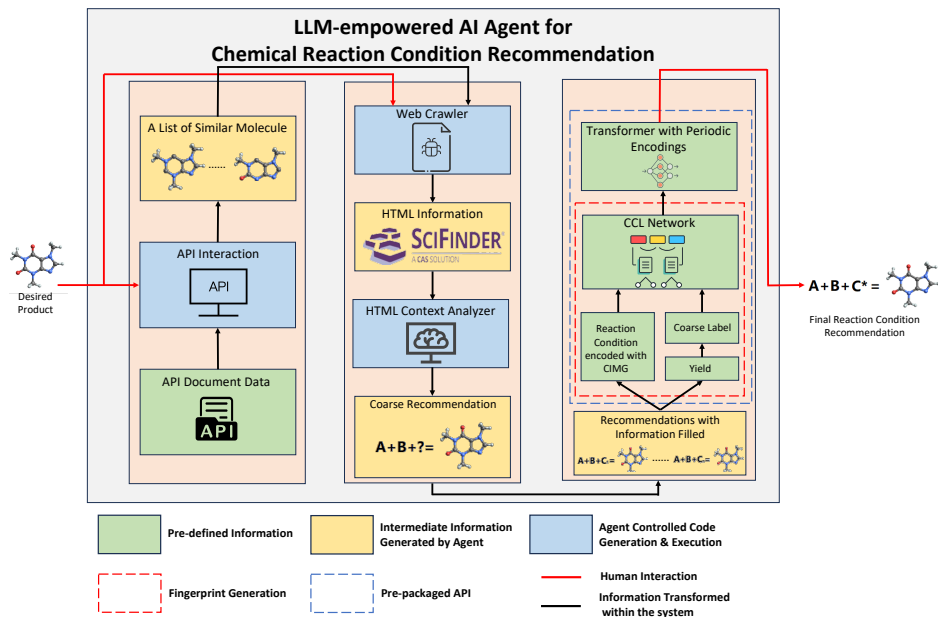 LLM-empowered AI Agent for
Chemical Reaction Condition Recommendation
A List of Similar Molecule
......
API Interaction
API
API Document Data
API
Desired
Product
Web Crawler
HTML Information
SCIFINDER®
A CAS SOLUTION
HTML Context Analyzer
Coarse Recommendation
A+B+?=
Transformer with Periodic
Encodings
CCL Network
Reaction
Condition
encoded with
CIMG
Coarse Label
Yield
Recommendations with
Information Filled
......
A+B+C* =
Final Reaction Condition
Recommendation
Pre-defined Information
Intermediate Information
Generated by Agent
Agent Controlled Code
Generation & Execution
Fingerprint Generation
Pre-packaged API
Human Interaction
Information Transformed
within the system